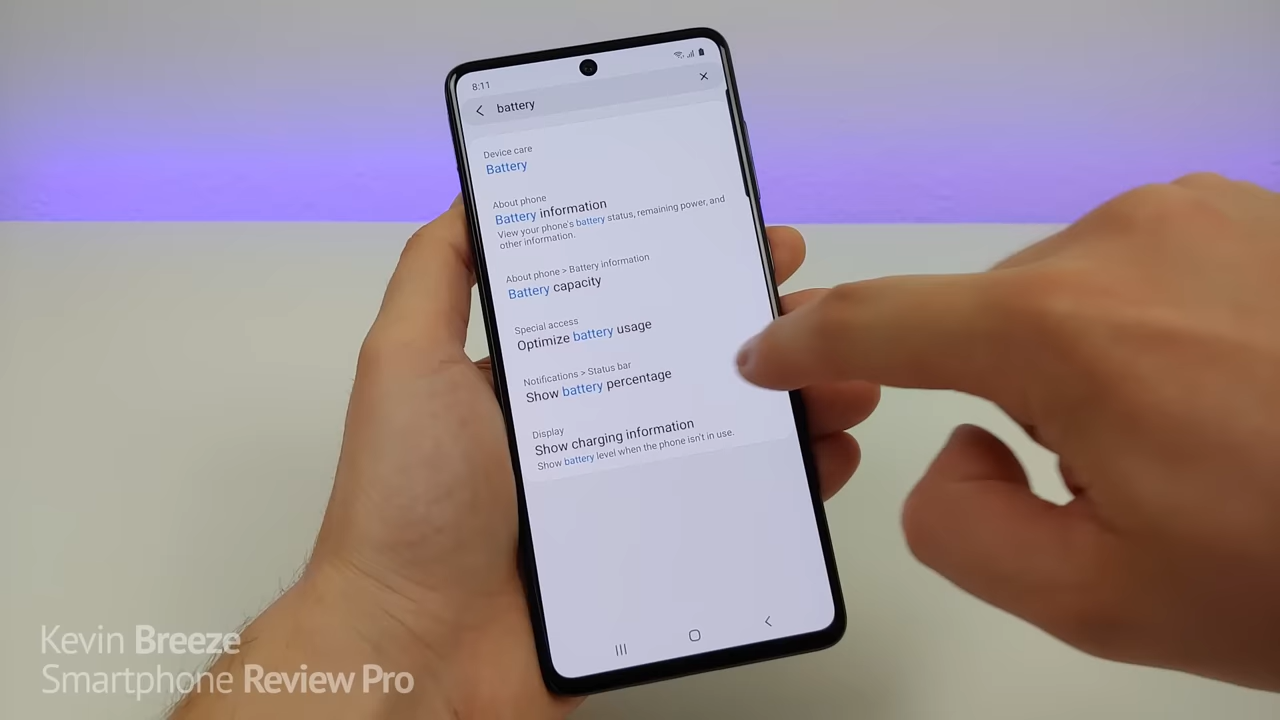 8:11
battery
Device care
Battery
About phone
Battery information
View your phone's battery status, remaining power, and
other information.
About phone > Battery information
Battery capacity
Special access
Optimize battery usage
Notifications > Status bar
Show battery percentage
Display
Show charging information
Show battery level when the phone isn't in use.
Kevin Breeze
Smartphone Review Pro